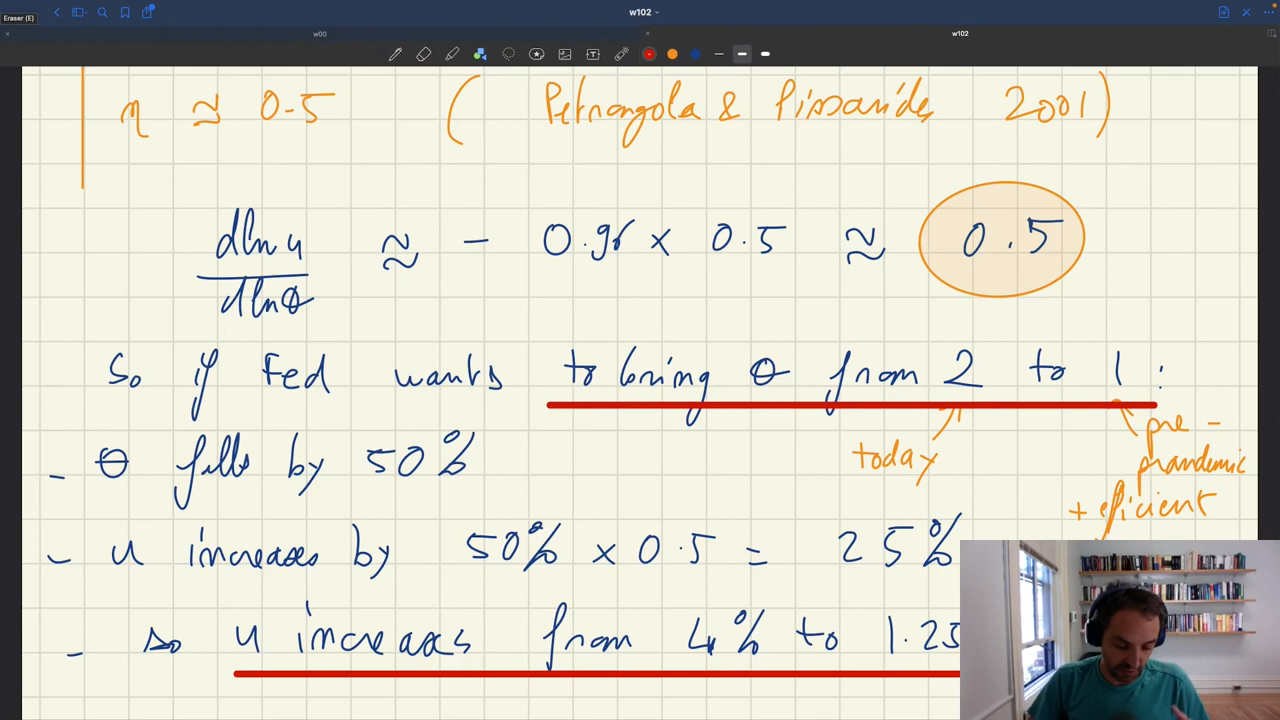 Eraser (E)
w102
w00
w102
η ≈ 0.5 ( Petrongola & Pissarides 2001)
dln u / dln θ ≈ - 0.96 × 0.5 ≈ 0.5
So if Fed wants to bring θ from 2 to 1 :
today
pre-
pandemic
+ efficient
- θ falls by 50%
- u increases by 50% × 0.5 = 25%
- so u increases from 4% to 1.25